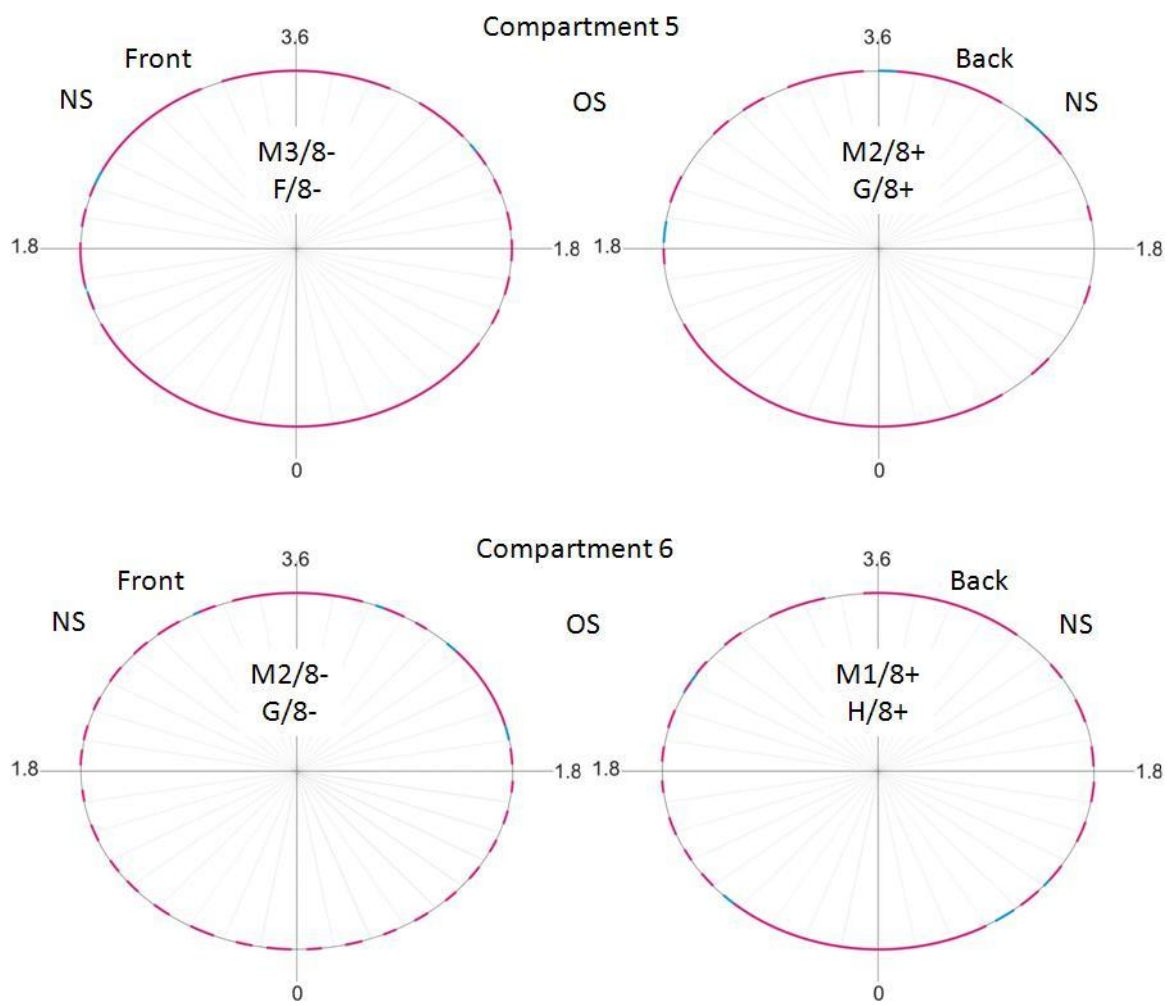 Compartment 5
3.6
3.6
Front
Back
NS
OS
NS
M3/8-
F/8-
M2/8+
G/8+
1.8
1.8
1.8
1.8
0
0
Compartment 6
3.6
3.6
Front
Back
NS
OS
NS
M2/8-
G/8-
M1/8+
H/8+
1.8
1.8
1.8
1.8
0
0